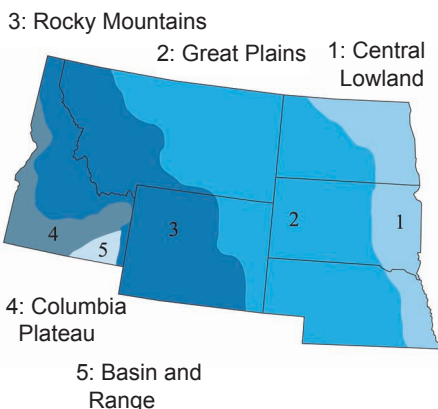 3: Rocky Mountains
2: Great Plains
1: Central
Lowland
3
2
1
4
5
4: Columbia
Plateau
5: Basin and
Range